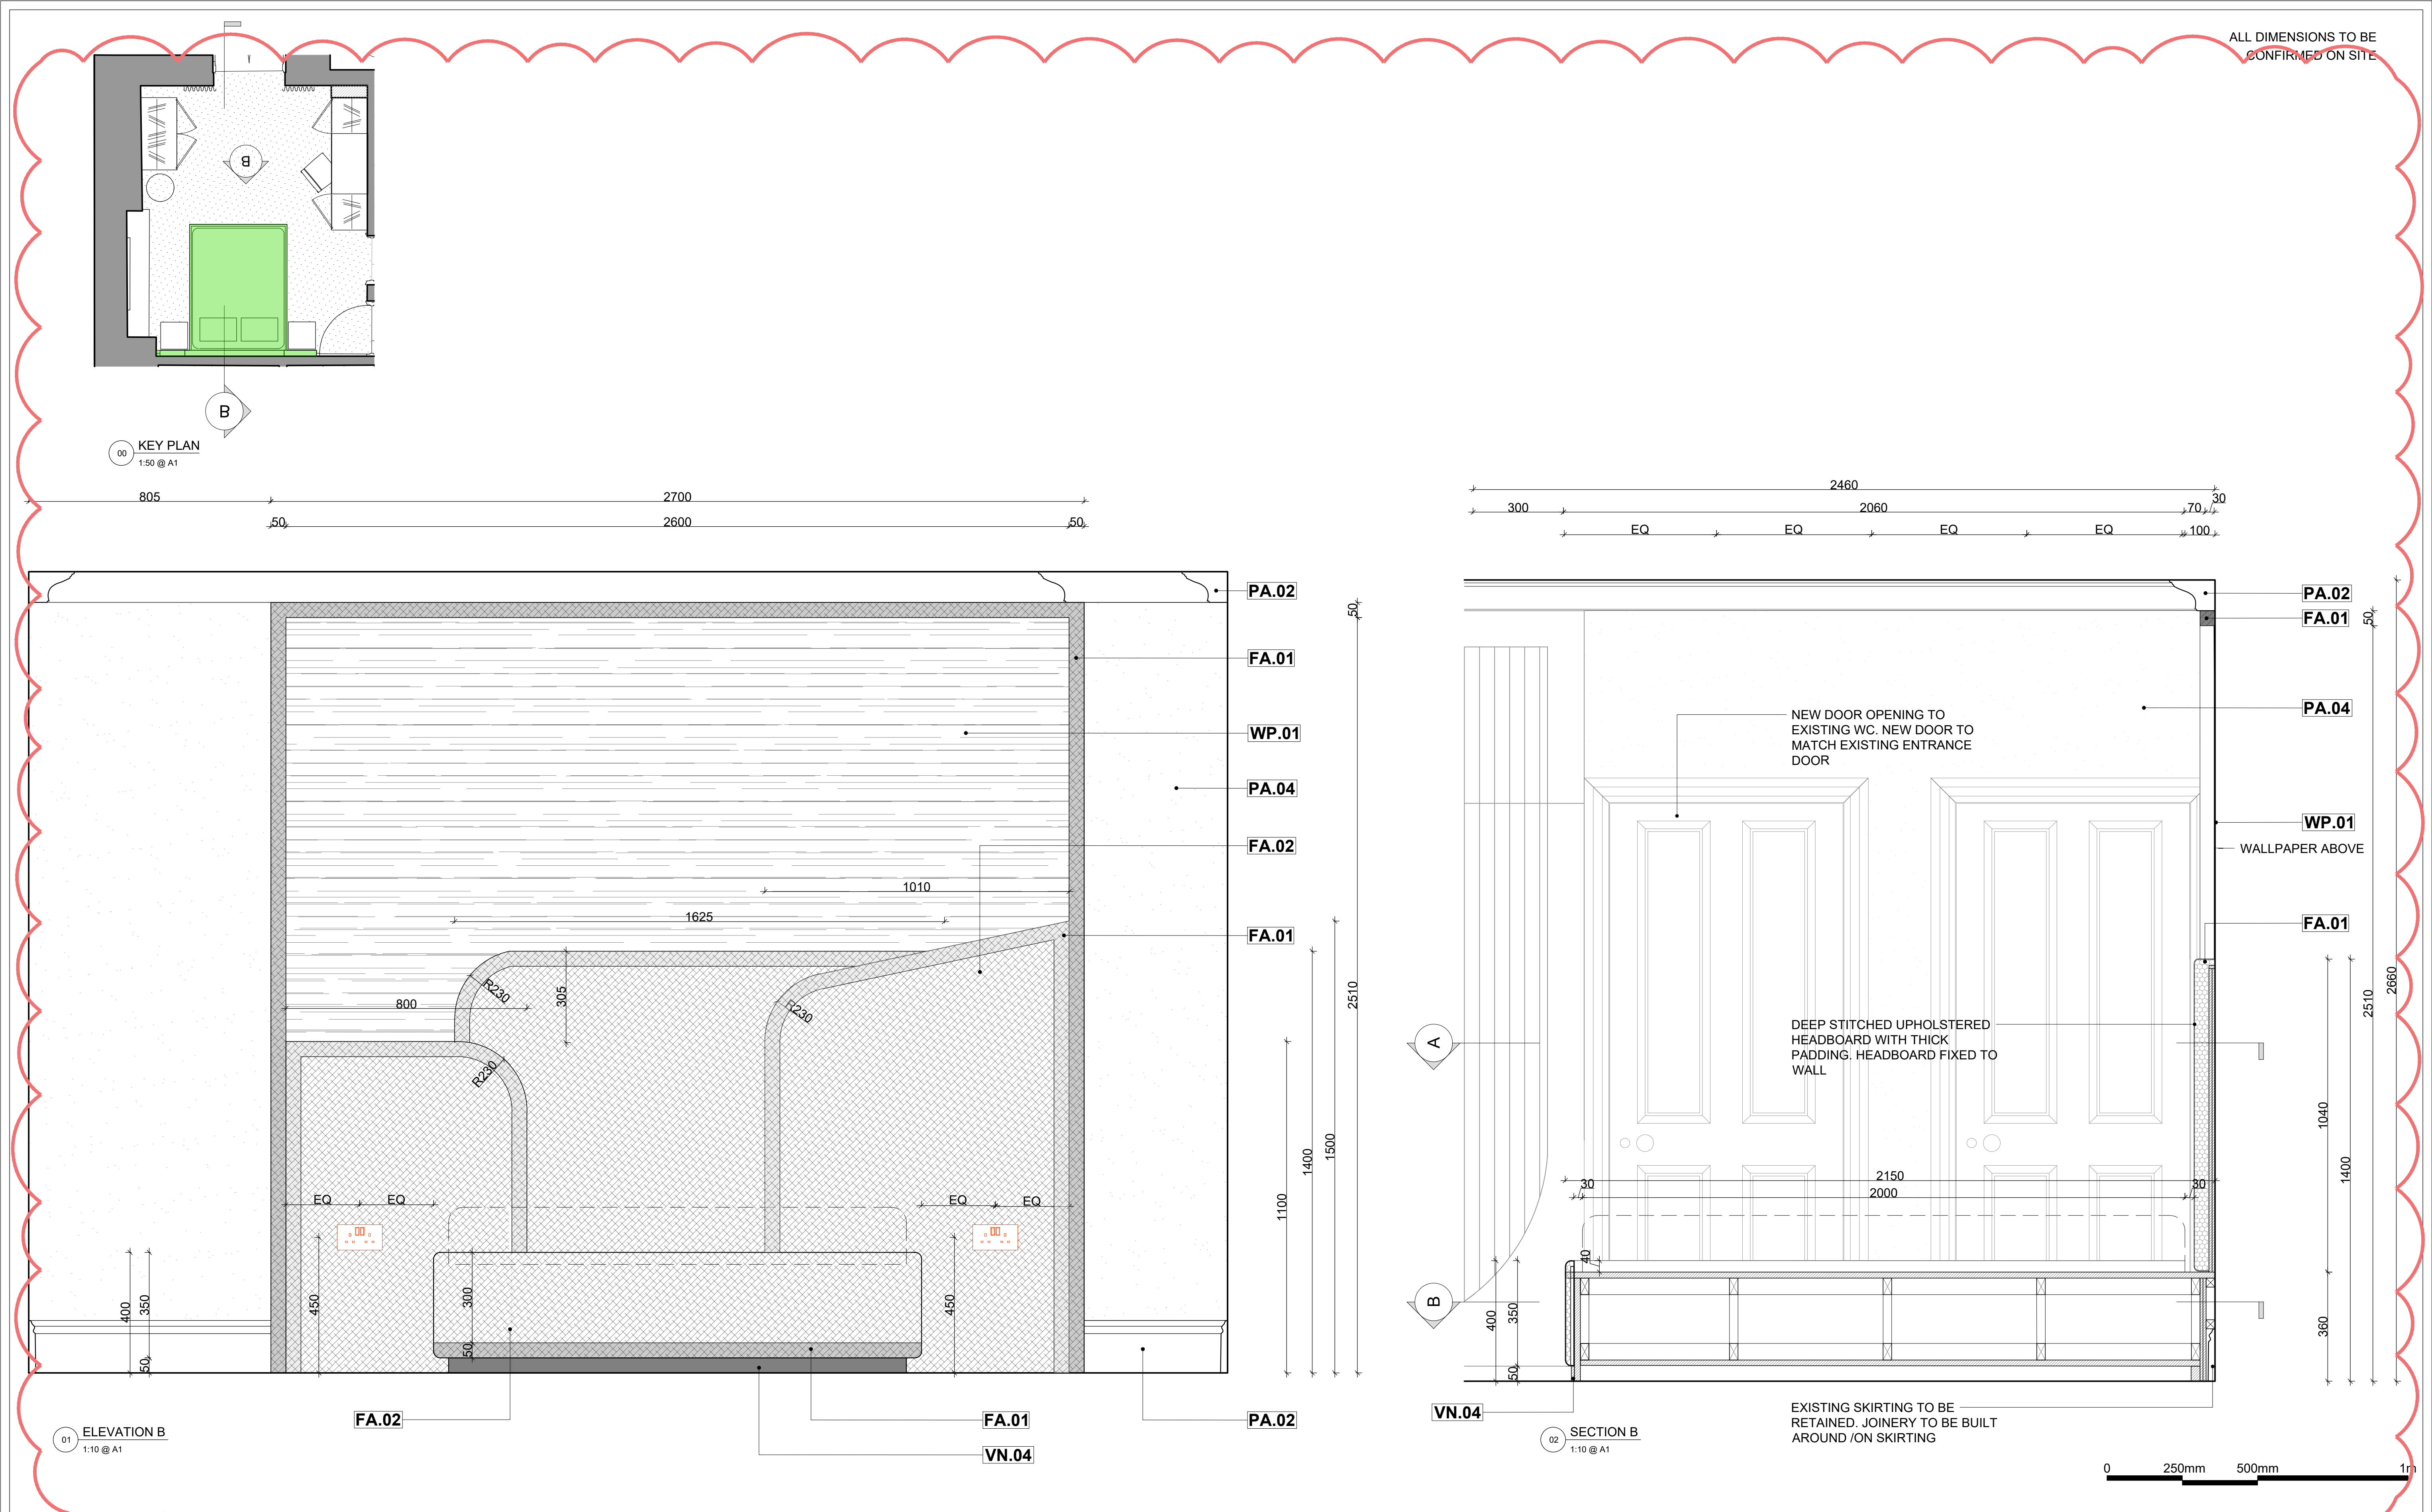 ALL DIMENSIONS TO BE
CONFIRMED ON SITE
B
B
00
KEY PLAN
1:50 @ A1
805
2700
50
2600
50
2460
30
300
2060
70
EQ
EQ
EQ
EQ
100
PA.02
FA.01
WP.01
PA.04
FA.02
FA.01
1010
1625
R230
305
R230
800
R230
EQ
EQ
EQ
EQ
450
450
300
50
400
350
50
1100
1400
1500
2510
50
FA.02
FA.01
VN.04
PA.02
01
ELEVATION B
1:10 @ A1
PA.02
FA.01
50
PA.04
NEW DOOR OPENING TO
EXISTING WC. NEW DOOR TO
MATCH EXISTING ENTRANCE
DOOR
WP.01
WALLPAPER ABOVE
FA.01
A
DEEP STITCHED UPHOLSTERED
HEADBOARD WITH THICK
PADDING. HEADBOARD FIXED TO
WALL
2510
2660
1040
1400
2150
30
2000
30
40
B
400
350
50
360
VN.04
EXISTING SKIRTING TO BE
RETAINED. JOINERY TO BE BUILT
AROUND /ON SKIRTING
02
SECTION B
1:10 @ A1
0
250mm
500mm
1m